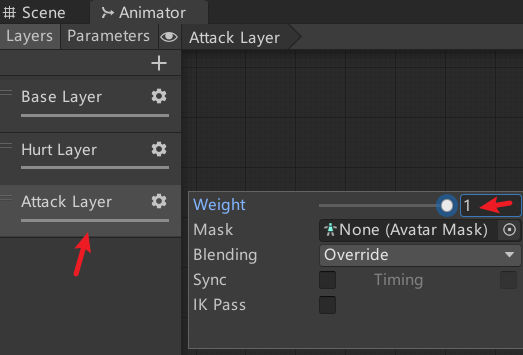 Scene Animator
Layers Parameters Attack Layer
Base Layer
Hurt Layer
Attack Layer
Weight 1
Mask None (Avatar Mask)
Blending Override
Sync Timing
IK Pass